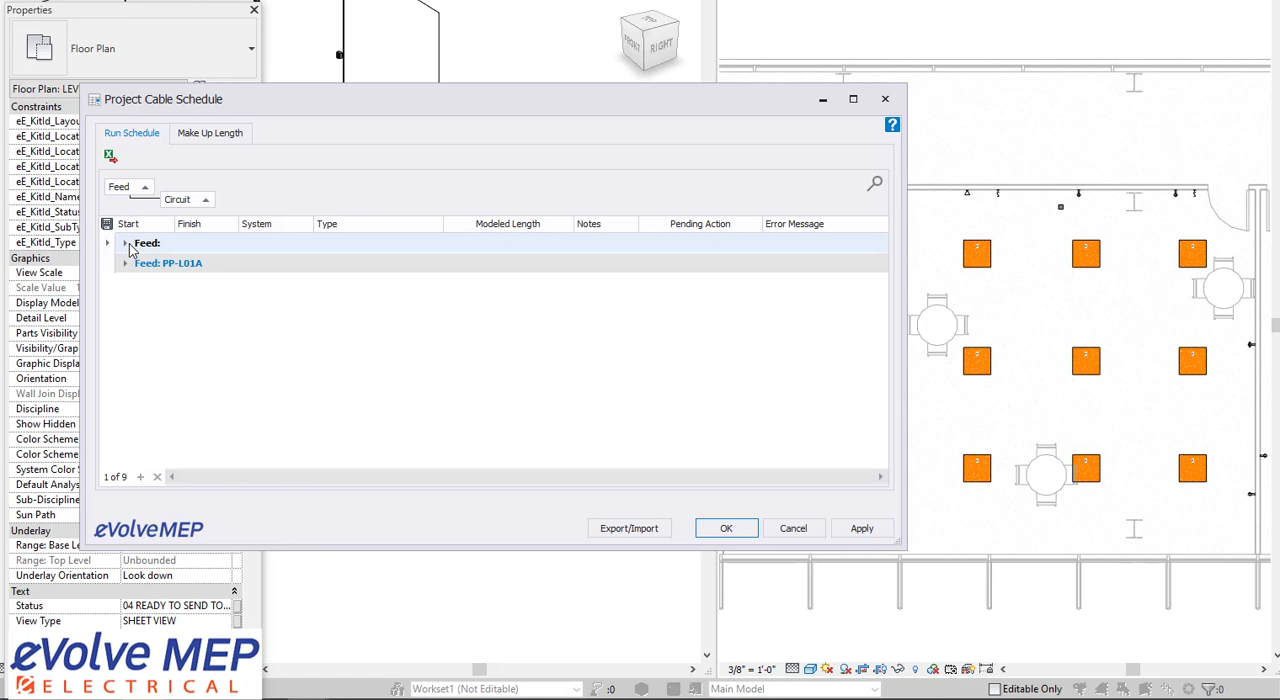 Properties
Floor Plan
Floor Plan: LEV
Constraints
eE_KitId_Layou
eE_KitId_Locat
eE_KitId_Locat
eE_KitId_Locat
eE_KitId_Locat
eE_KitId_Name
eE_KitId_Status
eE_KitId_SubTy
eE_KitId_Type
Graphics
View Scale
Scale Value 1
Display Model
Detail Level
Parts Visibility
Visibility/Grap
Graphic Displa
Orientation
Wall Join Displ
Discipline
Show Hidden
Color Scheme
Color Scheme
System Color S
Default Analys
Sub-Discipline
Sun Path
Underlay
Range: Base L
Range: Top Level Unbounded
Underlay Orientation Look down
Text
Status 04 READY TO SEND TO...
View Type SHEET VIEW
eVolve MEP
ELECTRICAL
TOP
FRONT
RIGHT
Project Cable Schedule
Run Schedule Make Up Length
Feed
Circuit
Start Finish System Type Modeled Length Notes Pending Action Error Message
Feed:
Feed: PP-L01A
1 of 9
eVolveMEP
Export/Import OK Cancel Apply
3/8" = 1'-0"
Workset1 (Not Editable) :0 Main Model Editable Only :0